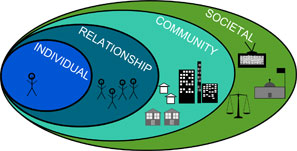 INDIVIDUAL
RELATIONSHIP
COMMUNITY
SOCIETAL